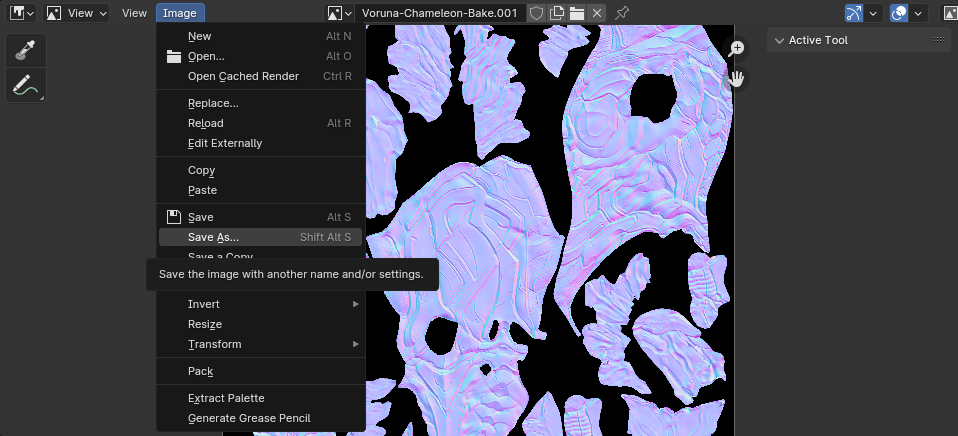 View
View
Image
Voruna-Chameleon-Bake.001
Active Tool
New Alt N
Open... Alt O
Open Cached Render Ctrl R
Replace...
Reload Alt R
Edit Externally
Copy
Paste
Save Alt S
Save As... Shift Alt S
Save a Copy
Save the image with another name and/or settings.
Invert
Resize
Transform
Pack
Extract Palette
Generate Grease Pencil